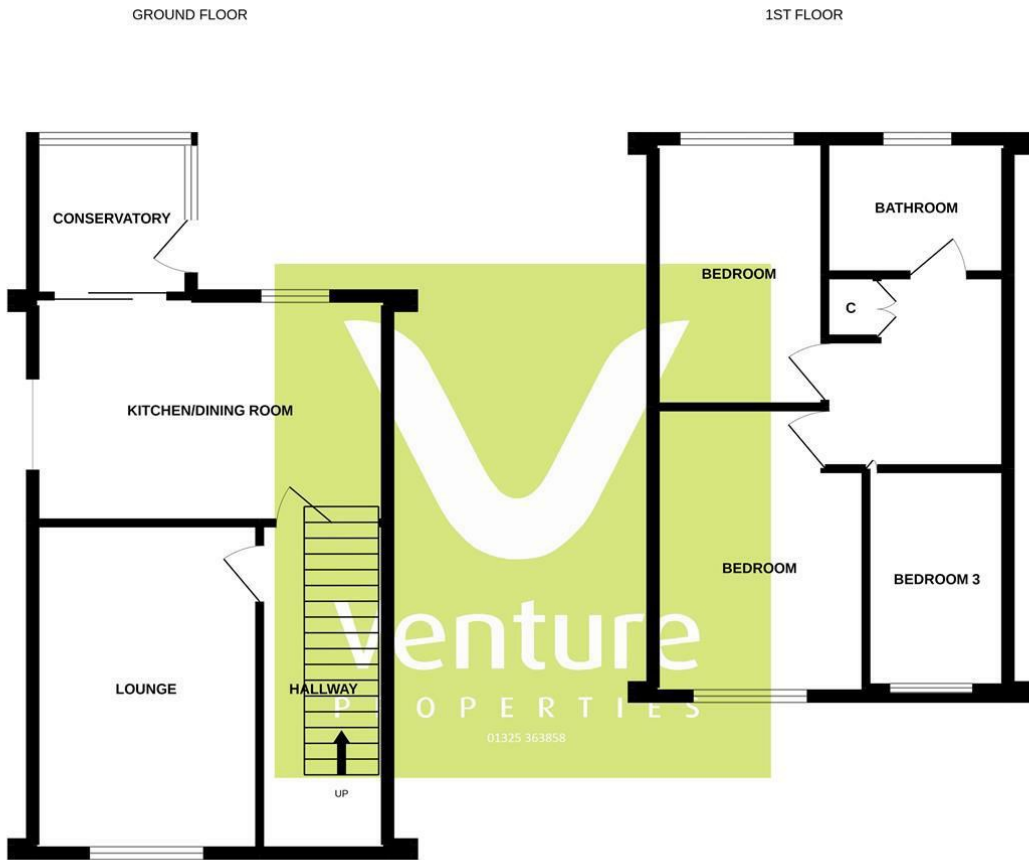 GROUND FLOOR
1ST FLOOR
CONSERVATORY
KITCHEN/DINING ROOM
LOUNGE
HALLWAY
UP
BEDROOM
BATHROOM
C
BEDROOM
BEDROOM 3
Venture
PROPERTIES
01325 363858